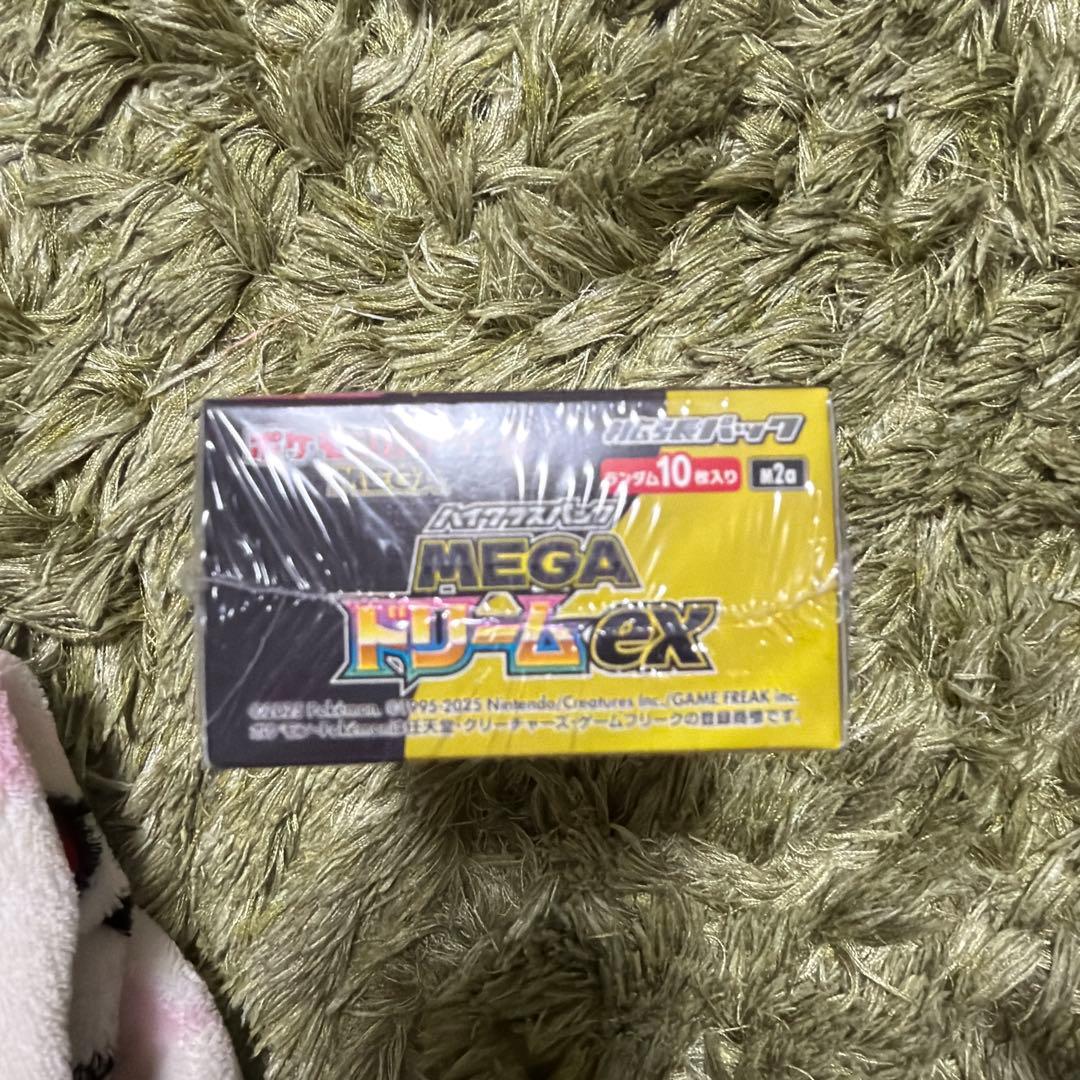 ポケモンカードゲーム
拡張パック
MEGA
ランダム10枚入り
M2a
ハイクラスパック
MEGA
ドリームex
©2025 Pokémon. ©1995-2025 Nintendo/Creatures Inc./GAME FREAK inc.
ポケモン・Pokémonは任天堂・クリーチャーズ・ゲームフリークの登録商標です。